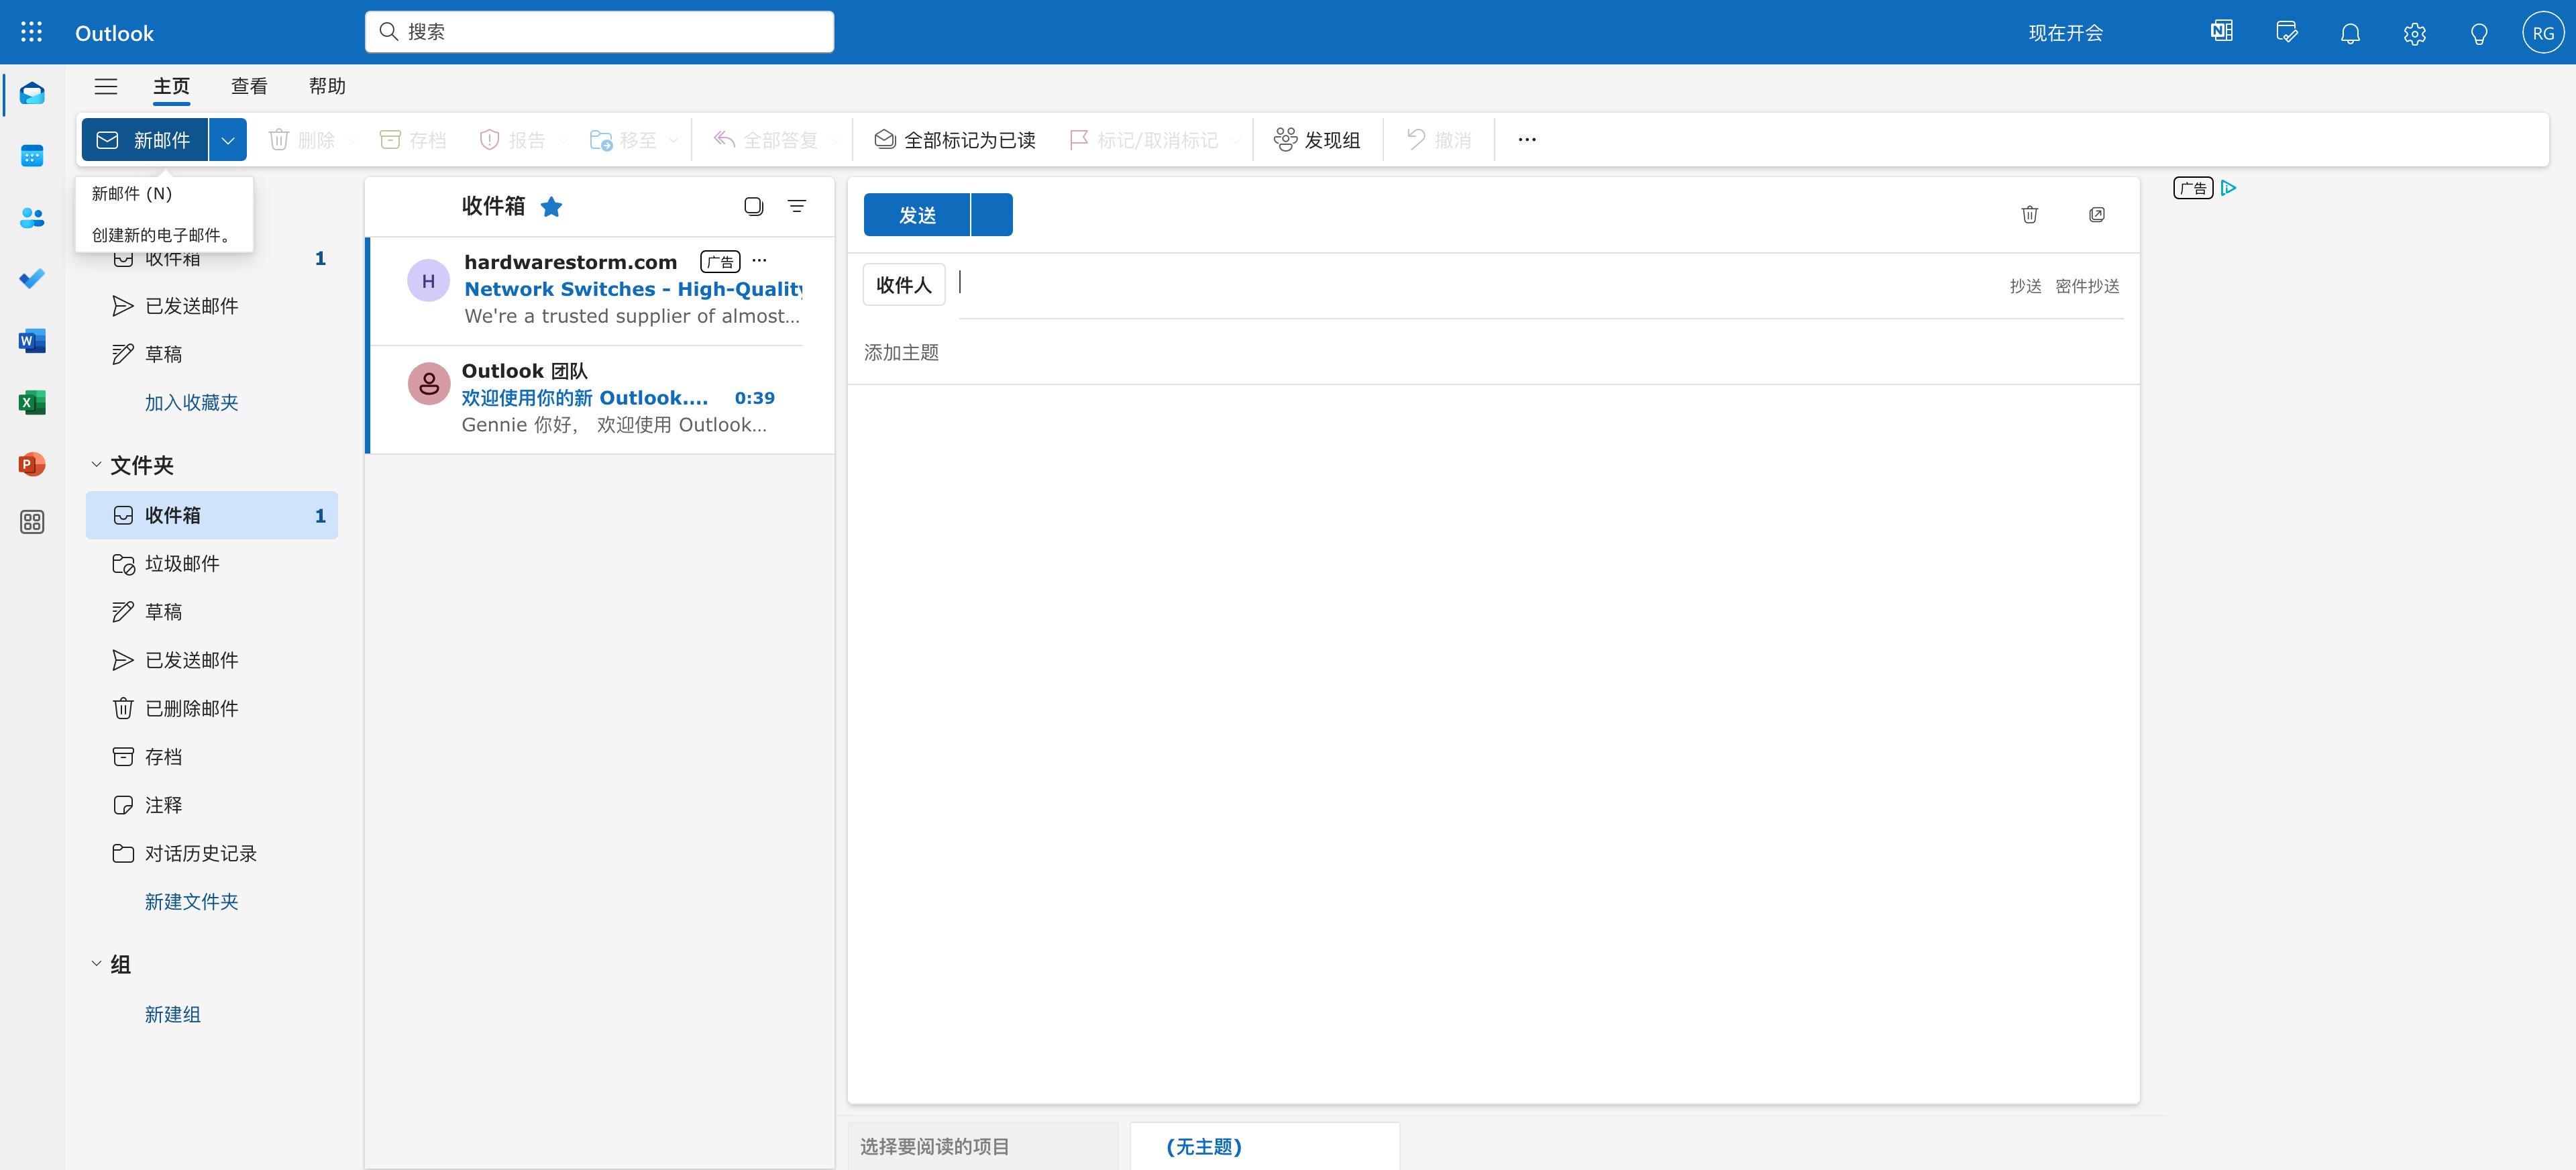 Outlook
搜索
现在开会
RG
主页
查看
帮助
新邮件
删除
存档
报告
移至
全部答复
全部标记为已读
标记/取消标记
发现组
撤消
新邮件 (N)
创建新的电子邮件。
收件箱 1
已发送邮件
草稿
加入收藏夹
文件夹
收件箱 1
垃圾邮件
草稿
已发送邮件
已删除邮件
存档
注释
对话历史记录
新建文件夹
组
新建组
收件箱
H
hardwarestorm.com 广告
Network Switches - High-Quality
We're a trusted supplier of almost...
Outlook 团队
欢迎使用你的新 Outlook.... 0:39
Gennie 你好， 欢迎使用 Outlook...
发送
收件人
抄送 密件抄送
添加主题
选择要阅读的项目
(无主题)
广告